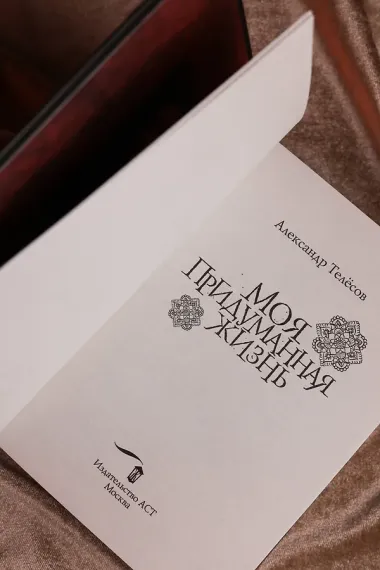 Александр Телёсов
МОЯ
ПРИДУМАННАЯ
ЖИЗНЬ
Издательство АСТ
Москва